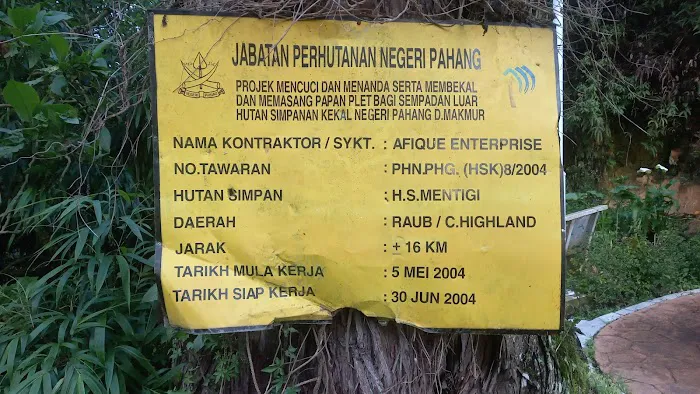 JABATAN PERHUTANAN NEGERI PAHANG
PROJEK MENCUCI DAN MENANDA SERTA MEMBEKAL
DAN MEMASANG PAPAN PLET BAGI SEMPADAN LUAR
HUTAN SIMPANAN KEKAL NEGERI PAHANG D.MAKMUR
NAMA KONTRAKTOR / SYKT. : AFIQUE ENTERPRISE
NO.TAWARAN : PHN.PHG. (HSK)8/2004
HUTAN SIMPAN : H.S.MENTIGI
DAERAH : RAUB / C.HIGHLAND
JARAK : ± 16 KM
TARIKH MULA KERJA : 5 MEI 2004
TARIKH SIAP KERJA : 30 JUN 2004